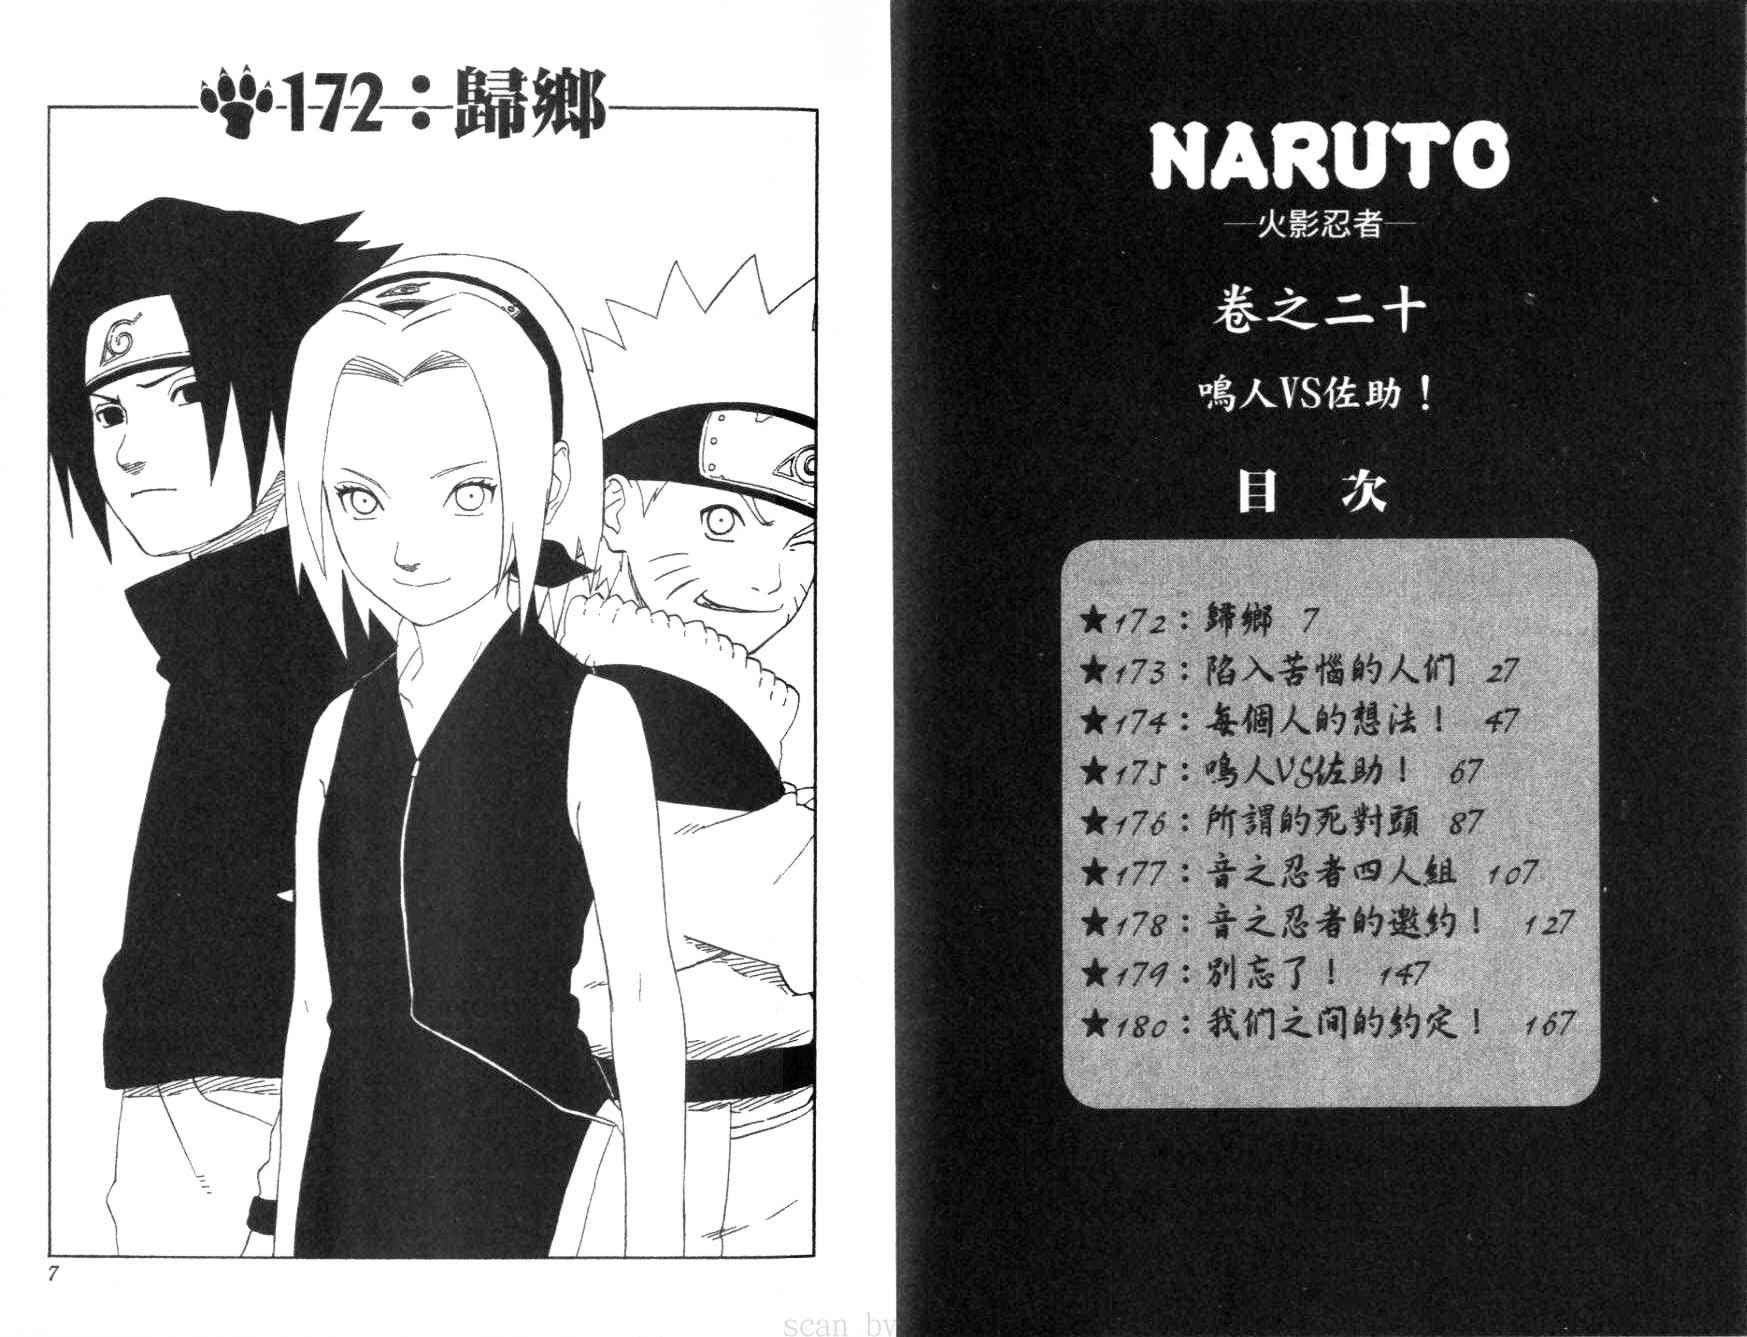 NARUTO
—火影忍者—
卷之二十
鳴人VS佐助！
目 次
★172：歸鄉 7
★173：陷入苦惱的人们 27
★174：每個人的想法！ 47
★175：鳴人VS佐助！ 67
★176：所謂的死對頭 87
★177：音之忍者四人組 107
★178：音之忍者的邀約！ 127
★179：別忘了！ 147
★180：我们之间的約定！ 167
172：歸鄉
7
scan by